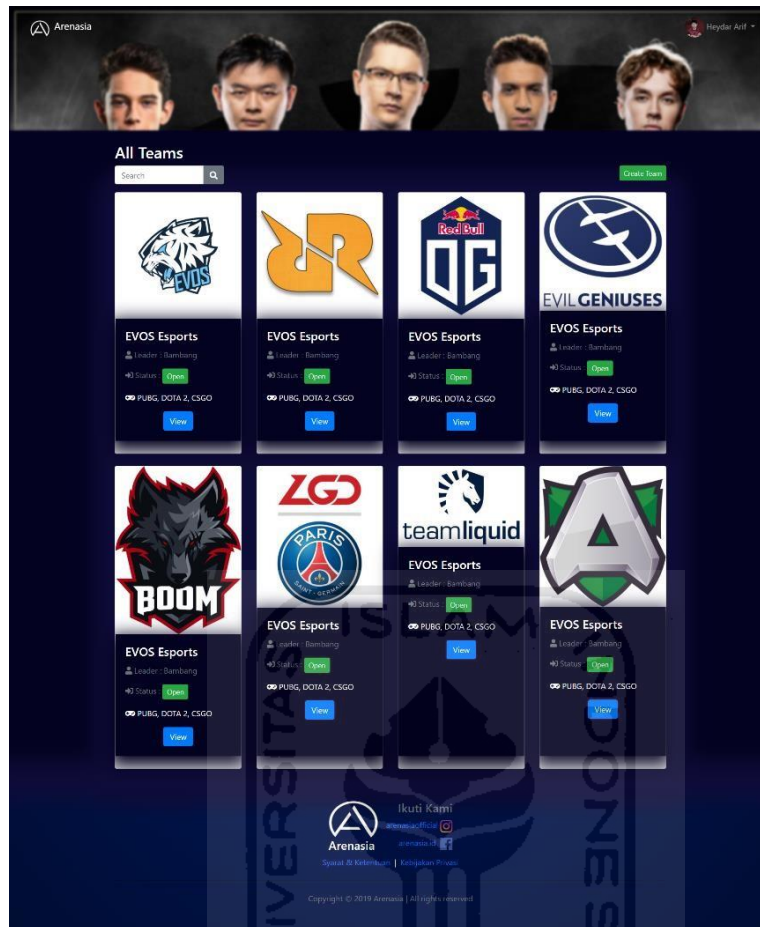 Arenasia
Heydar Arif
All Teams
Search
Create Team
EVOS
R R
Red Bull
OG
EVIL GENIUSES
EVOS Esports
Leader : Bambang
Status : Open
PUBG, DOTA 2, CSGO
View
EVOS Esports
Leader : Bambang
Status : Open
PUBG, DOTA 2, CSGO
View
EVOS Esports
Leader : Bambang
Status : Open
PUBG, DOTA 2, CSGO
View
EVOS Esports
Leader : Bambang
Status : Open
PUBG, DOTA 2, CSGO
View
BOOM
LGD
PARIS
SAINT-GERMAIN
teamliquid
A
EVOS Esports
Leader : Bambang
Status : Open
PUBG, DOTA 2, CSGO
View
EVOS Esports
Leader : Bambang
Status : Open
PUBG, DOTA 2, CSGO
View
EVOS Esports
Leader : Bambang
Status : Open
PUBG, DOTA 2, CSGO
View
EVOS Esports
Leader : Bambang
Status : Open
PUBG, DOTA 2, CSGO
View
ISLAM
Arenasia
Ikuti Kami
arenasiaofficial
arenasia.id
Syarat & Ketentuan | Kebijakan Privasi
Copyright © 2019 Arenasia | All rights reserved